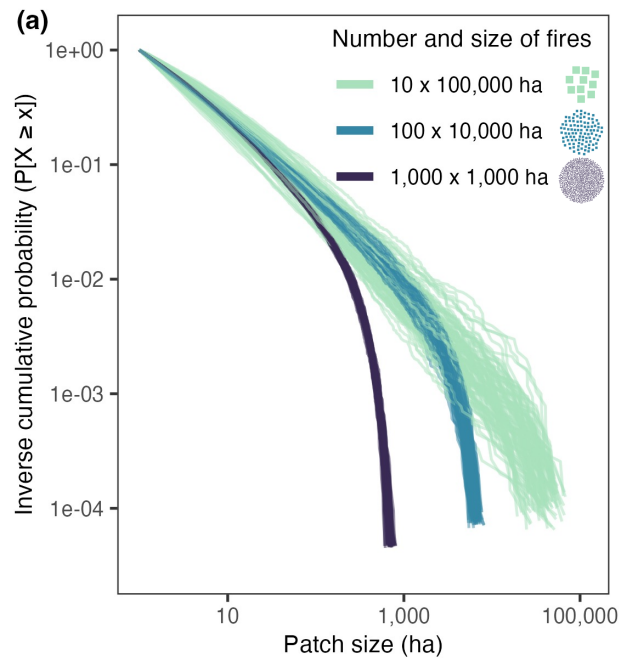 (a)
Number and size of fires
10 x 100,000 ha
100 x 10,000 ha
1,000 x 1,000 ha
Inverse cumulative probability (P[X ≥ x])
1e+00
1e-01
1e-02
1e-03
1e-04
10
1,000
100,000
Patch size (ha)